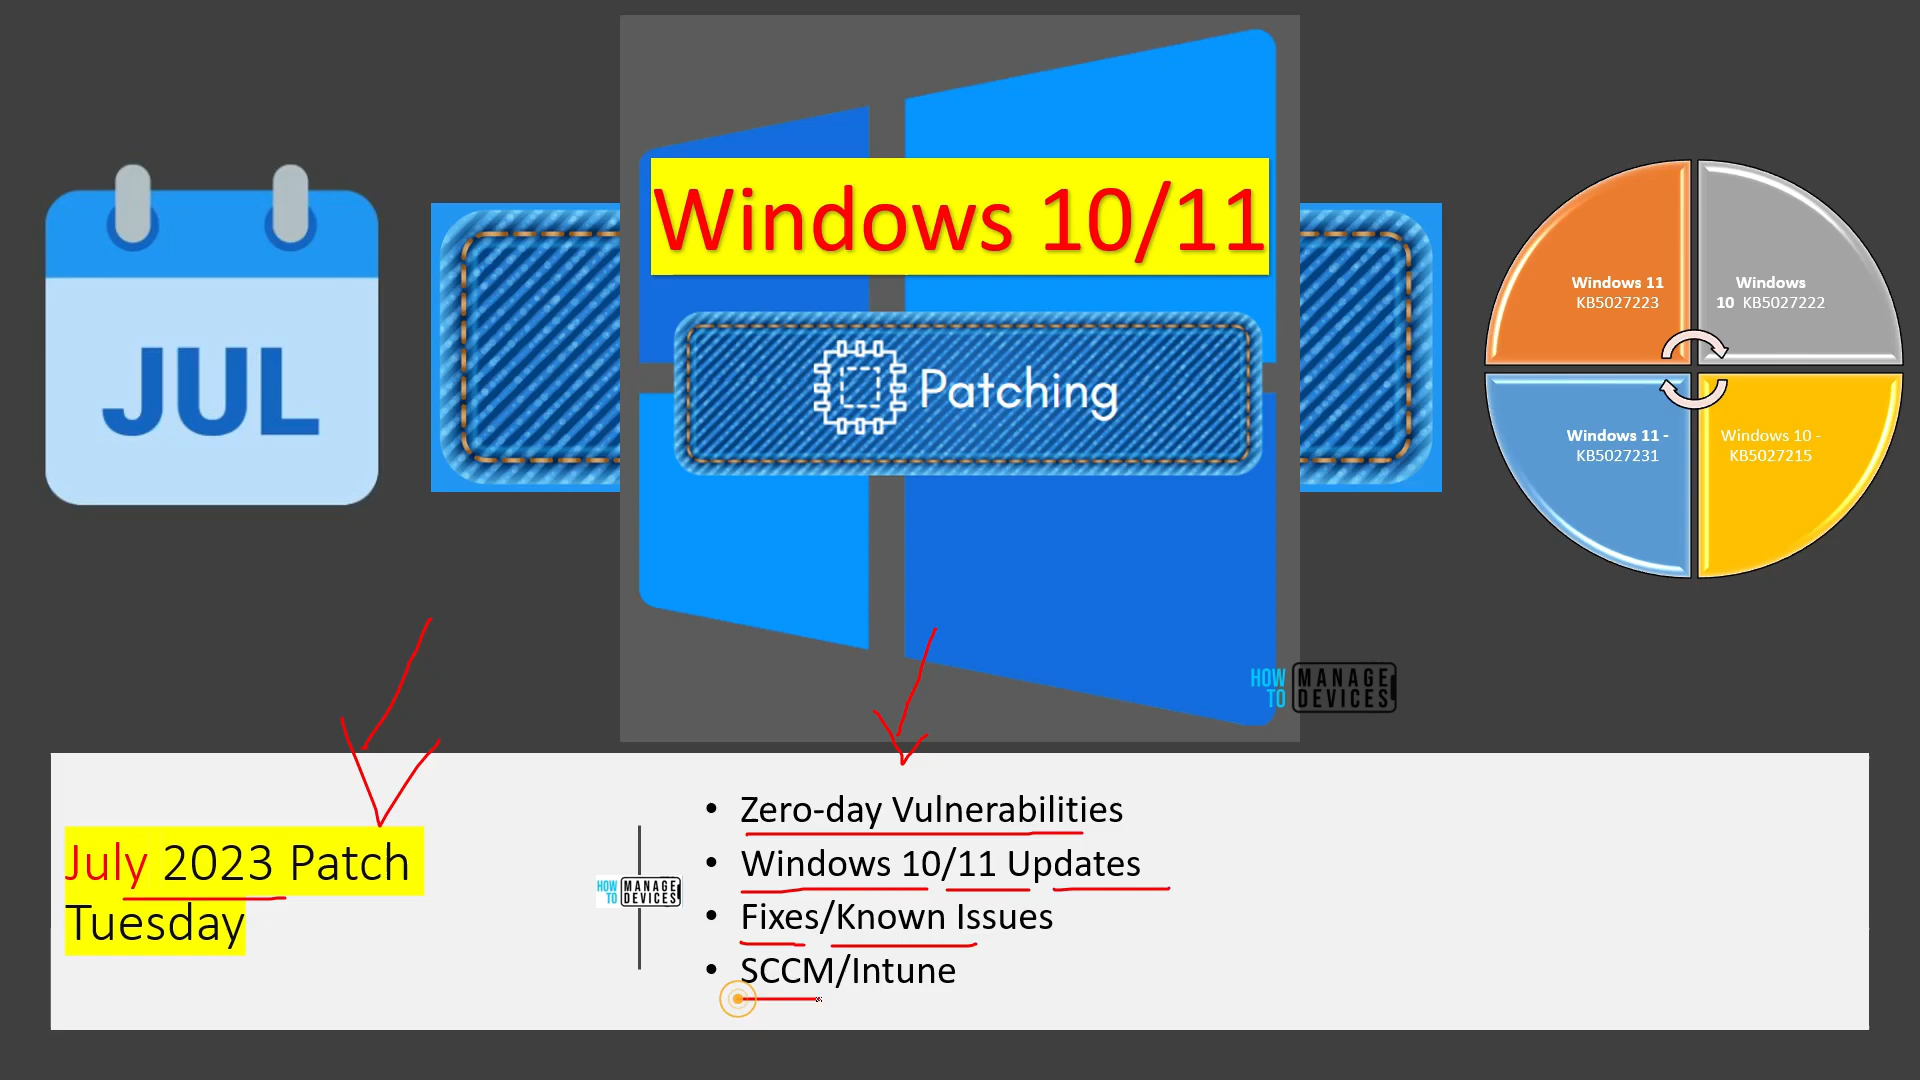 JUL
Windows 10/11
Patching
Windows 11
KB5027223
Windows
10 KB5027222
Windows 11 -
KB5027231
Windows 10 -
KB5027215
HOW TO MANAGE DEVICES
July 2023 Patch
Tuesday
HOW TO MANAGE DEVICES
• Zero-day Vulnerabilities
• Windows 10/11 Updates
• Fixes/Known Issues
• SCCM/Intune